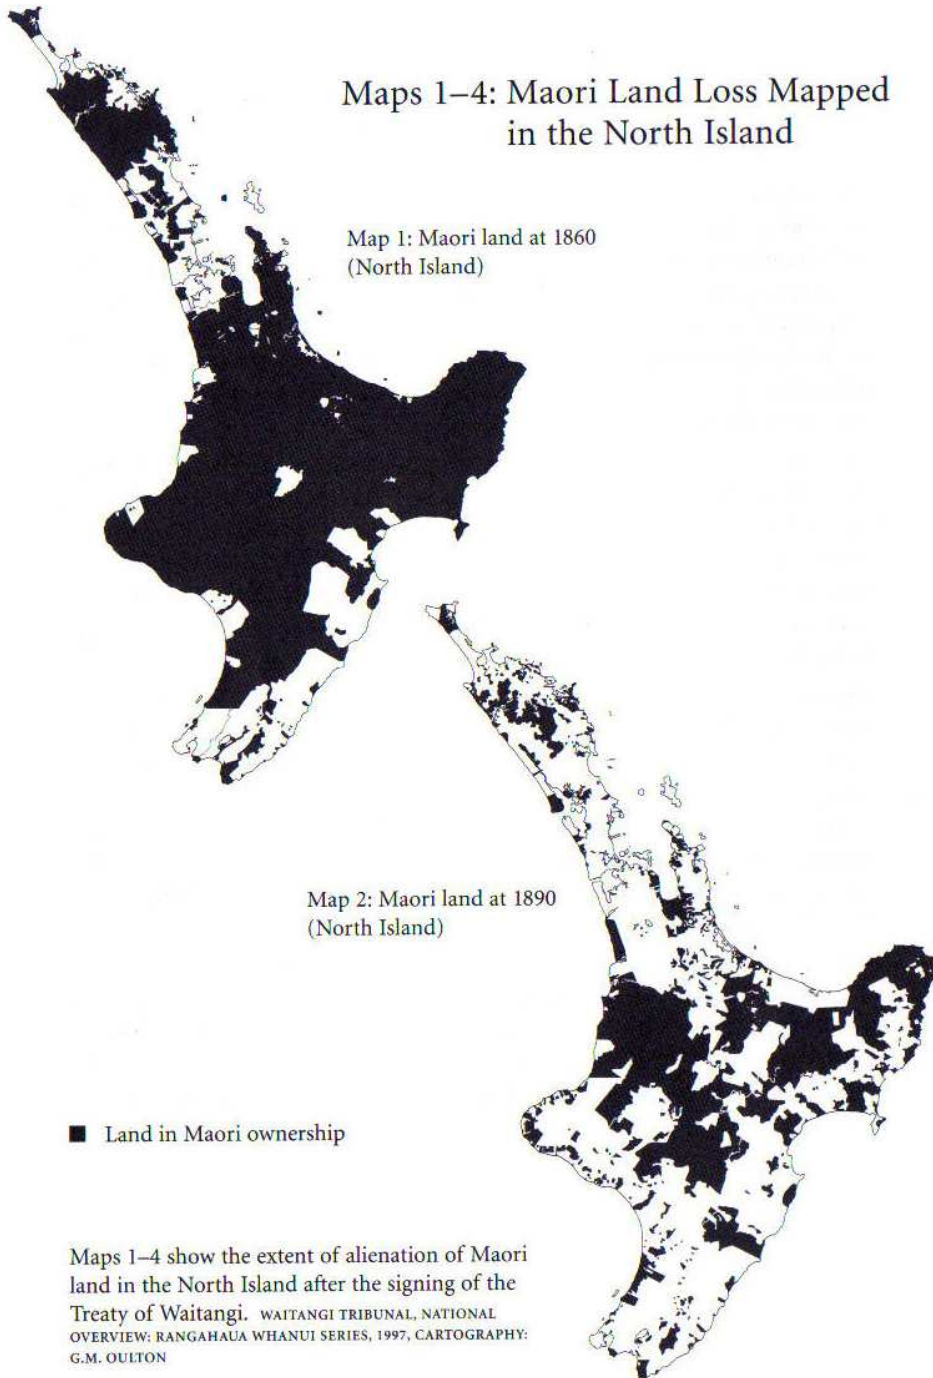 Maps 1–4: Maori Land Loss Mapped
in the North Island
Map 1: Maori land at 1860
(North Island)
Map 2: Maori land at 1890
(North Island)
Land in Maori ownership
Maps 1–4 show the extent of alienation of Maori
land in the North Island after the signing of the
Treaty of Waitangi. WAITANGI TRIBUNAL, NATIONAL
OVERVIEW: RANGAHAUA WHANUI SERIES, 1997, CARTOGRAPHY:
G.M. OULTON